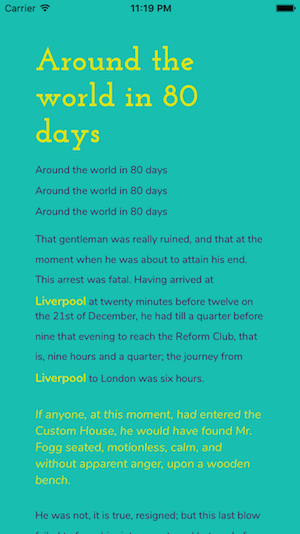 Carrier 11:19 PM
Around the
world in 80
days
Around the world in 80 days
Around the world in 80 days
Around the world in 80 days
That gentleman was really ruined, and that at the
moment when he was about to attain his end.
This arrest was fatal. Having arrived at
Liverpool at twenty minutes before twelve on
the 21st of December, he had till a quarter before
nine that evening to reach the Reform Club, that
is, nine hours and a quarter; the journey from
Liverpool to London was six hours.
If anyone, at this moment, had entered the
Custom House, he would have found Mr.
Fogg seated, motionless, calm, and
without apparent anger, upon a wooden
bench.
He was not, it is true, resigned; but this last blow